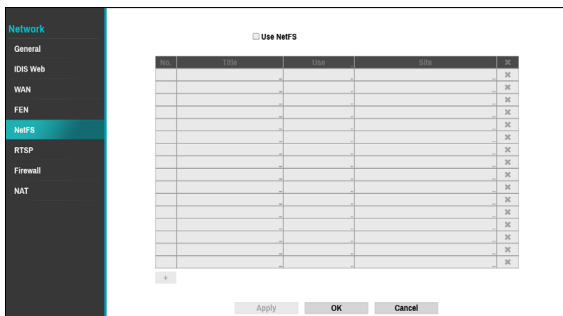 Network
General
IDIS Web
WAN
FEN
NetFS
RTSP
Firewall
NAT
Use NetFS
No. Title Use Site
+
Apply OK Cancel